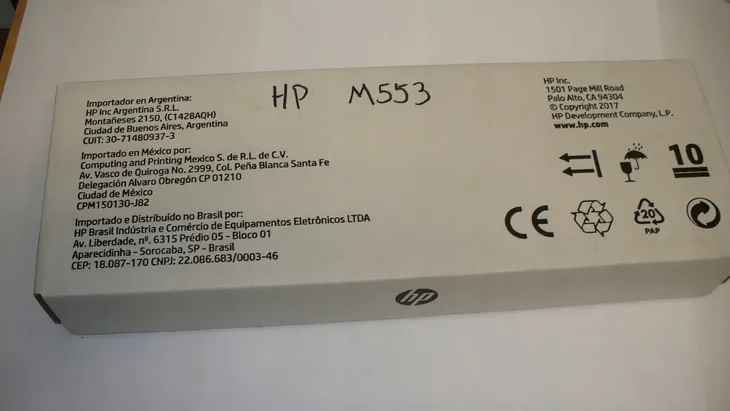 HP M553
Importador en Argentina:
HP Inc Argentina S.R.L.
Montañeses 2150, (C1428AQH)
Ciudad de Buenos Aires, Argentina
CUIT: 30-71480937-3
Importado en México por:
Computing and Printing Mexico S. de R.L. de C.V.
Av. Vasco de Quiroga No. 2999, Col. Peña Blanca Santa Fe
Delegación Alvaro Obregón CP 01210
Ciudad de México
CPM150130-J82
Importado e Distribuído no Brasil por:
HP Brasil Indústria e Comércio de Equipamentos Eletrônicos LTDA
Av. Liberdade, nº. 6315 Prédio 05 - Bloco 01
Aparecidinha - Sorocaba, SP - Brasil
CEP: 18.087-170 CNPJ: 22.086.683/0003-46
HP Inc.
1501 Page Mill Road
Palo Alto, CA 94304
© Copyright 2017
HP Development Company, L.P.
www.hp.com
10
CE
20
PAP
hp